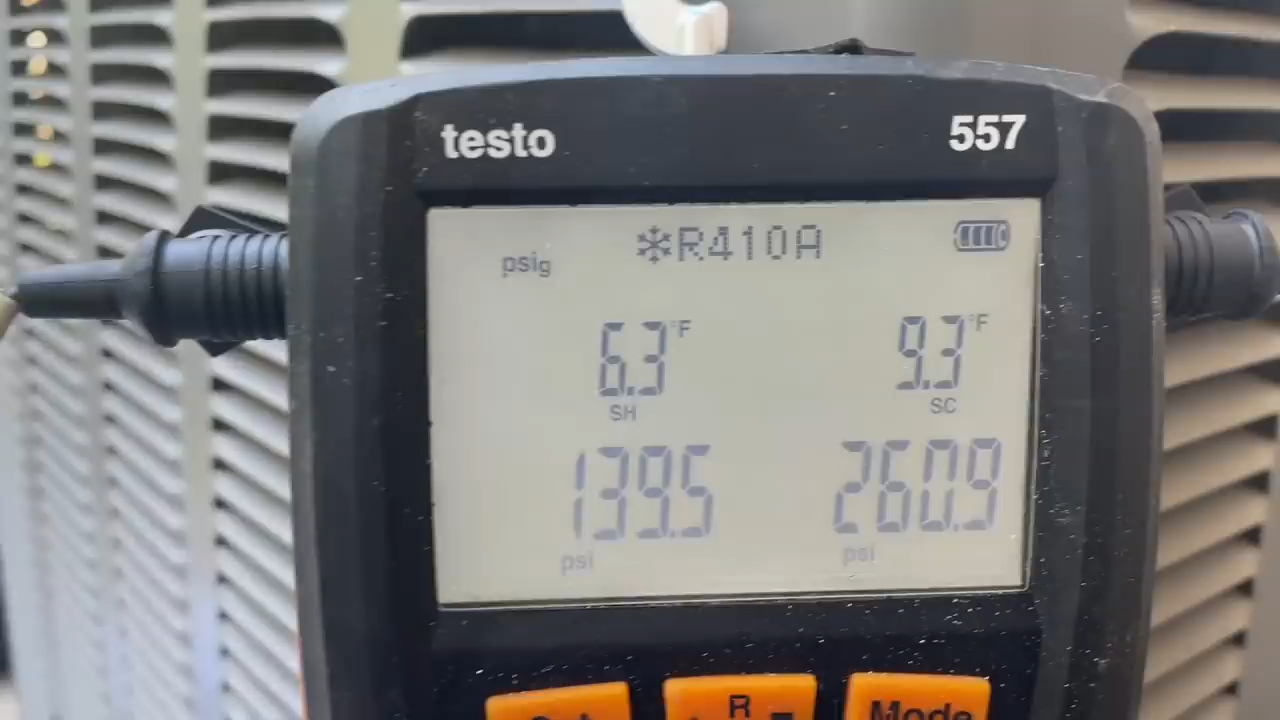 testo 557
psig ❄R410A
6.3°F 9.3°F
SH SC
139.5 260.9
psi psi
R
Mode